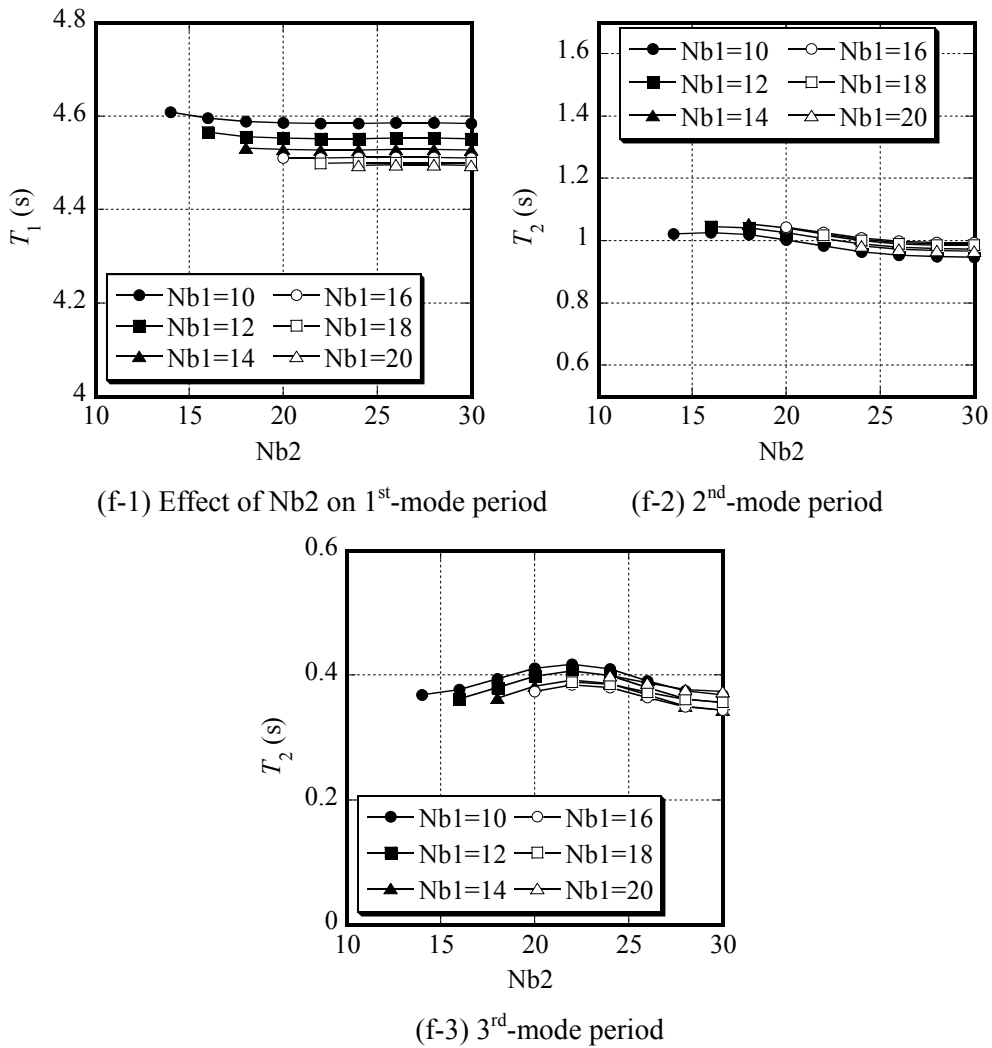 4.8
4.6
4.4
4.2
4
T1 (s)
Nb1=10 Nb1=16
Nb1=12 Nb1=18
Nb1=14 Nb1=20
10 15 20 25 30
Nb2
(f-1) Effect of Nb2 on 1st-mode period
1.6
1.4
1.2
1
0.8
0.6
T2 (s)
Nb1=10 Nb1=16
Nb1=12 Nb1=18
Nb1=14 Nb1=20
10 15 20 25 30
Nb2
(f-2) 2nd-mode period
0.6
0.4
0.2
0
T2 (s)
Nb1=10 Nb1=16
Nb1=12 Nb1=18
Nb1=14 Nb1=20
10 15 20 25 30
Nb2
(f-3) 3rd-mode period